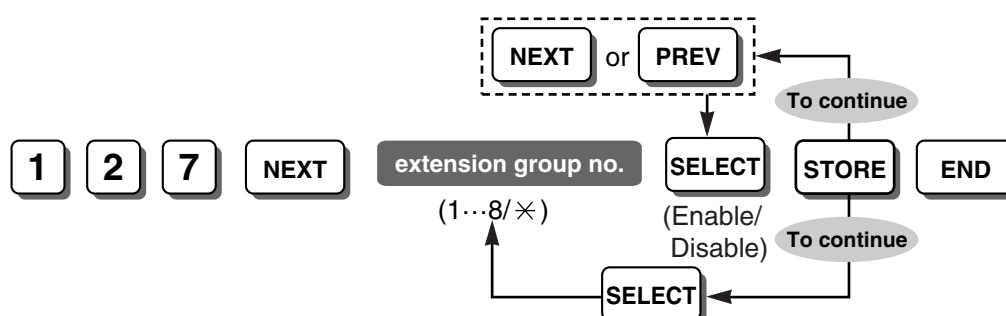 NEXT or PREV
To continue
1 2 7 NEXT extension group no. SELECT STORE END
(1···8/✳)
(Enable/
Disable)
To continue
SELECT